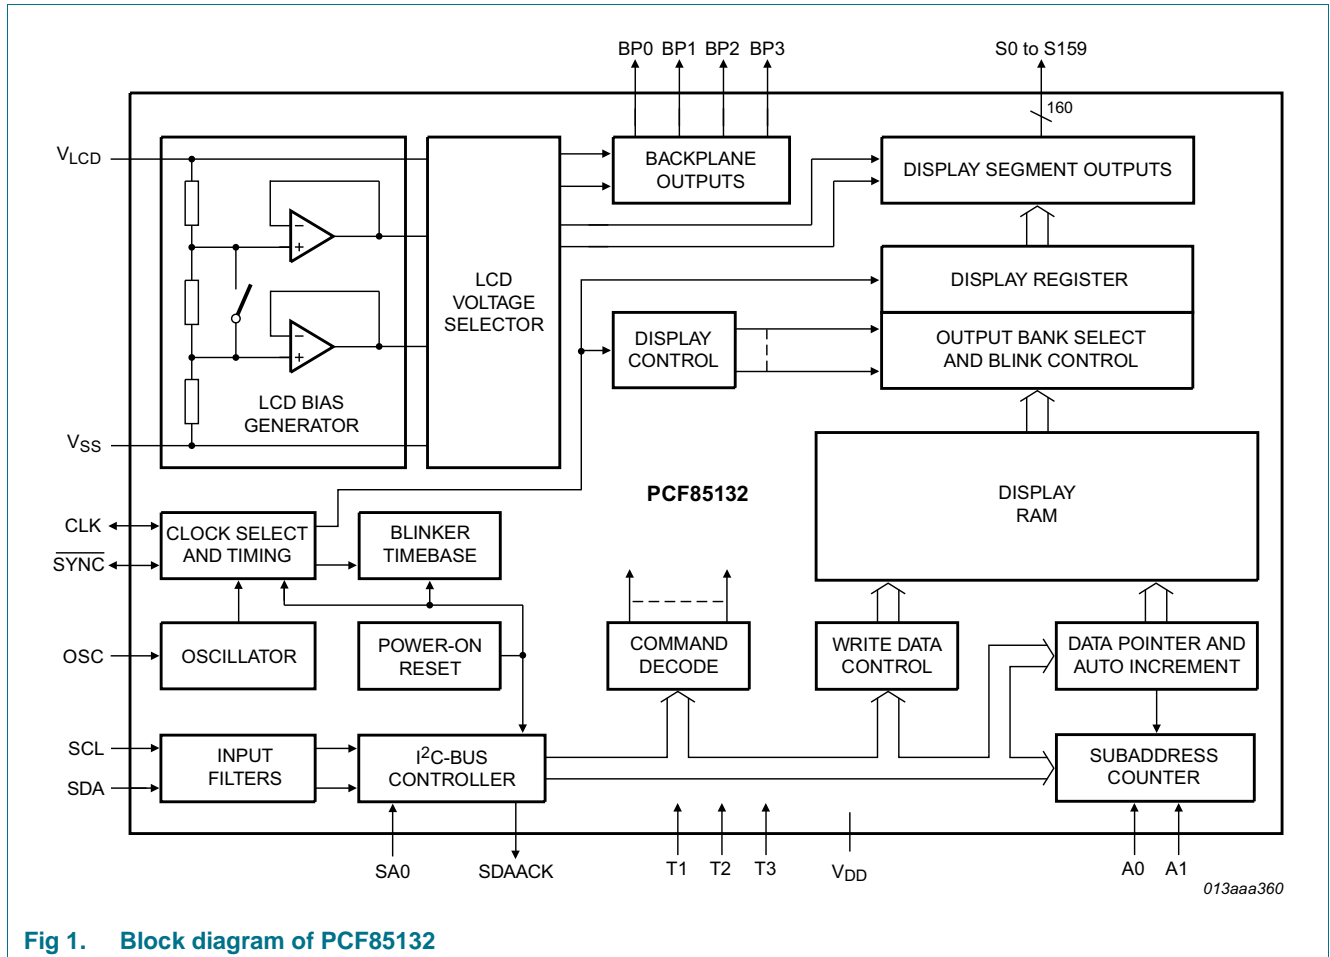 BP0 BP1 BP2 BP3
S0 to S159
160
VLCD
BACKPLANE
OUTPUTS
DISPLAY SEGMENT OUTPUTS
−
+
LCD
VOLTAGE
SELECTOR
DISPLAY REGISTER
−
+
DISPLAY
CONTROL
OUTPUT BANK SELECT
AND BLINK CONTROL
LCD BIAS
GENERATOR
VSS
PCF85132
DISPLAY
RAM
CLK
SYNC
CLOCK SELECT
AND TIMING
BLINKER
TIMEBASE
OSC
OSCILLATOR
POWER-ON
RESET
COMMAND
DECODE
WRITE DATA
CONTROL
DATA POINTER AND
AUTO INCREMENT
SCL
SDA
INPUT
FILTERS
I2C-BUS
CONTROLLER
SUBADDRESS
COUNTER
SA0
SDAACK
T1 T2 T3
VDD
A0 A1
013aaa360
Fig 1. Block diagram of PCF85132